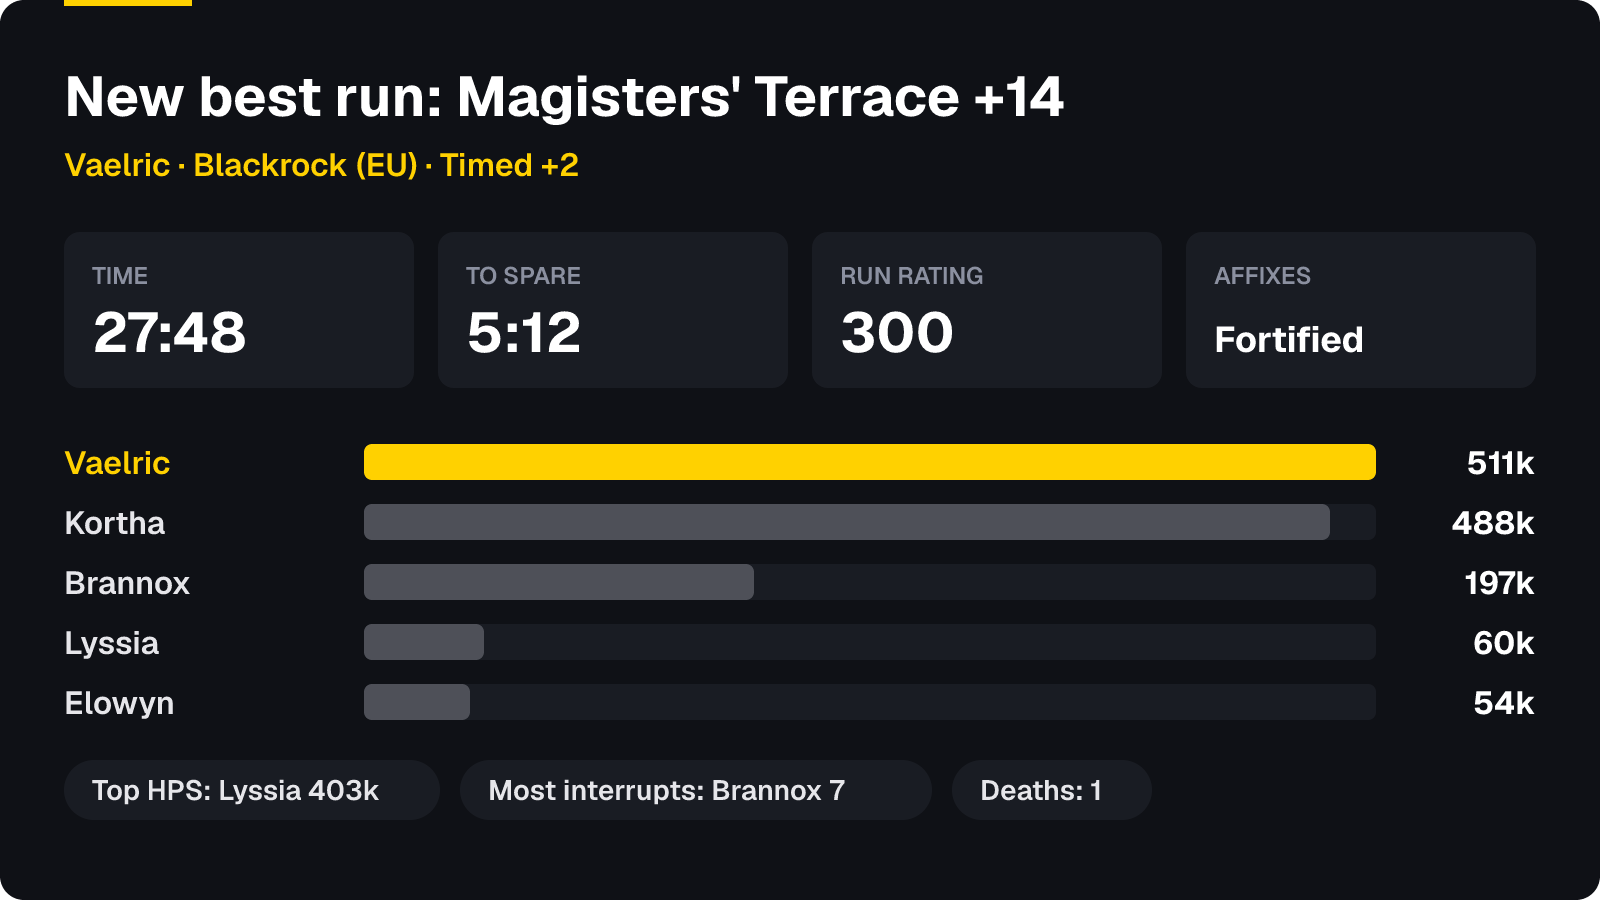 New best run: Magisters' Terrace +14
Vaelric · Blackrock (EU) · Timed +2
TIME
27:48
TO SPARE
5:12
RUN RATING
300
AFFIXES
Fortified
Vaelric 511k
Kortha 488k
Brannox 197k
Lyssia 60k
Elowyn 54k
Top HPS: Lyssia 403k
Most interrupts: Brannox 7
Deaths: 1